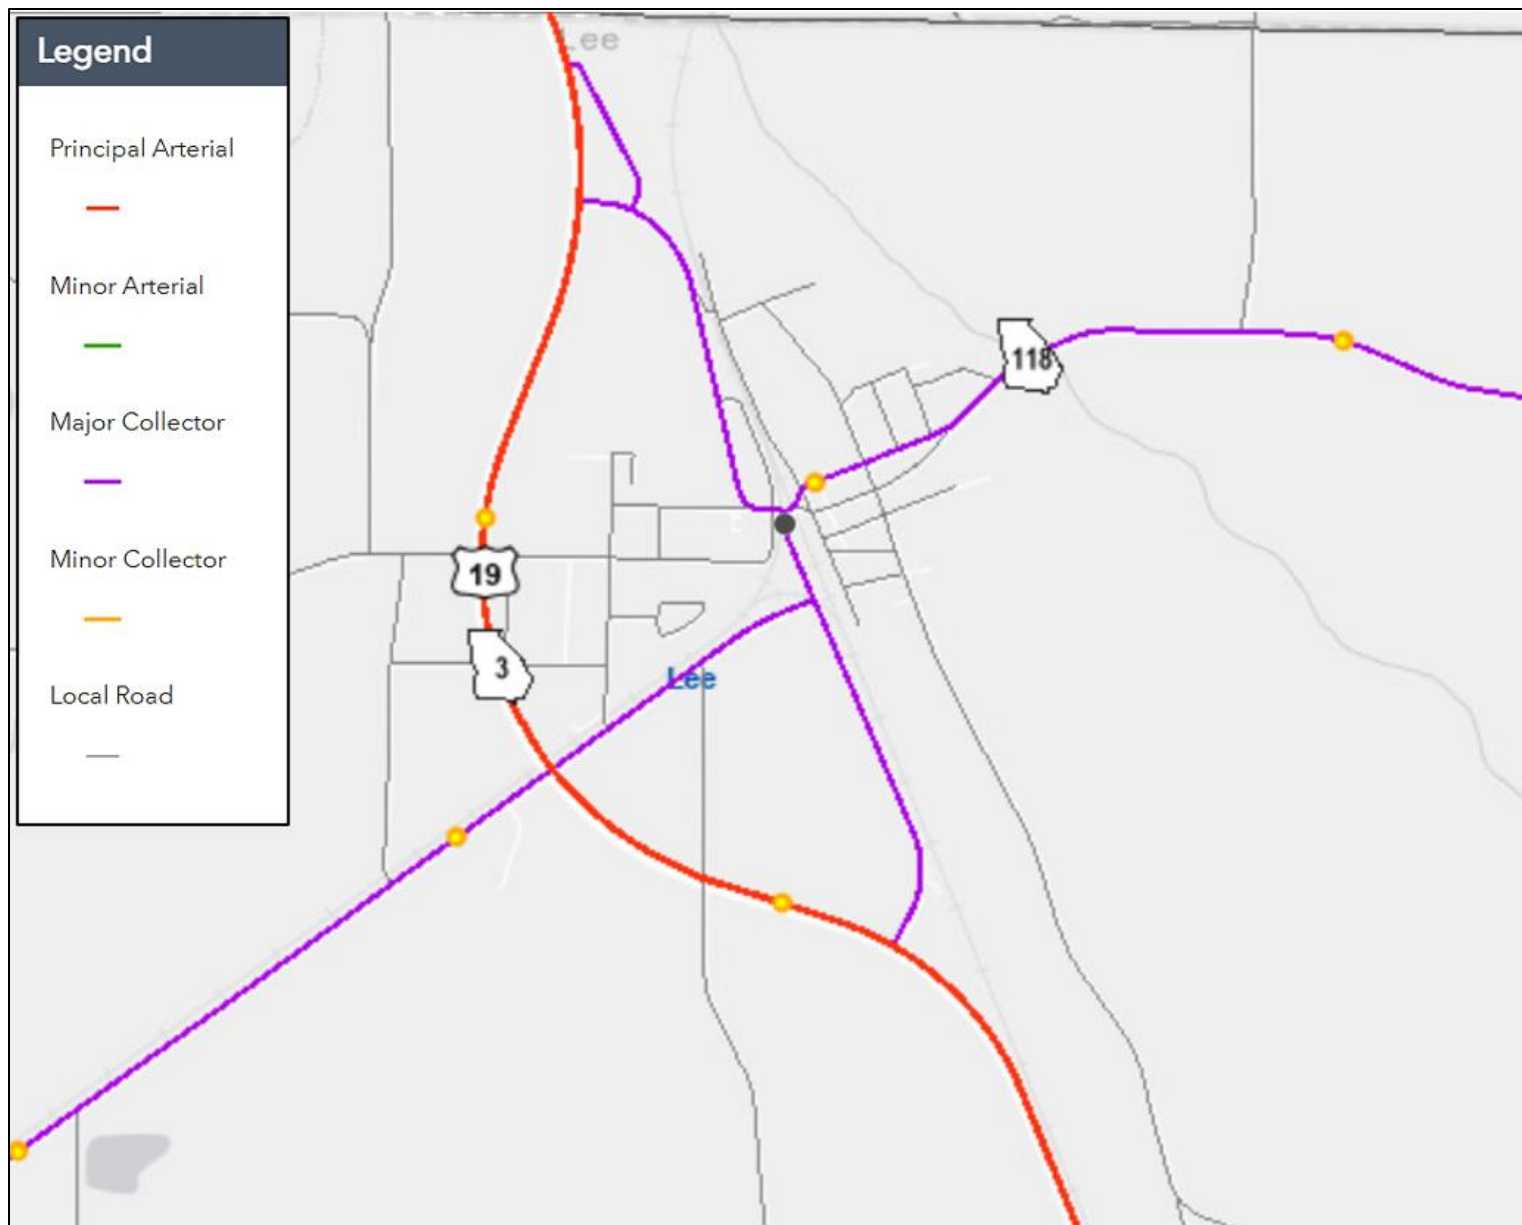 Legend
Lee
Principal Arterial
Minor Arterial
118
Major Collector
Minor Collector
19
3
Lee
Local Road